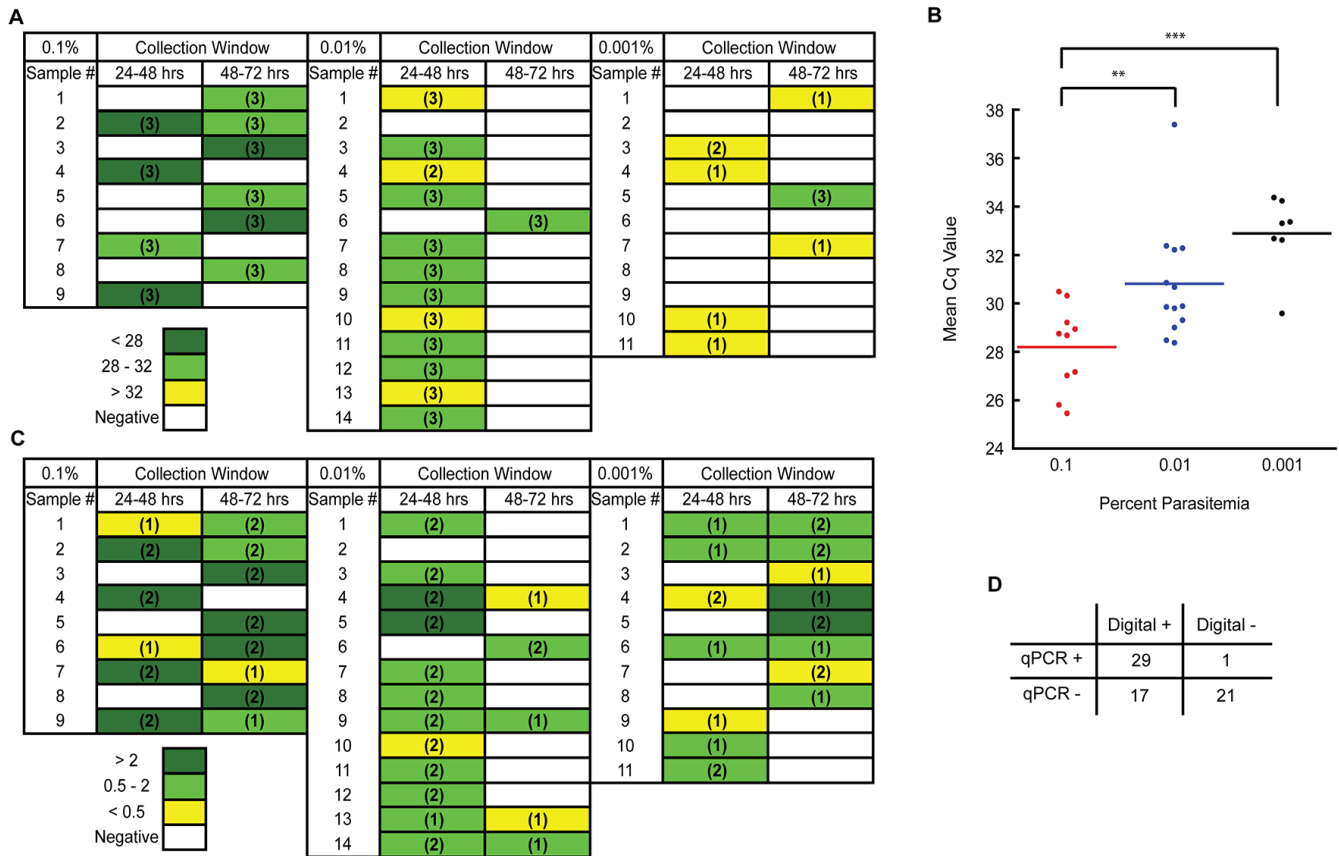 A
0.1% Collection Window 0.01% Collection Window 0.001% Collection Window
Sample # 24-48 hrs 48-72 hrs Sample # 24-48 hrs 48-72 hrs Sample # 24-48 hrs 48-72 hrs
1 (3) 1 (3) 1 (1)
2 (3) (3) 2 2
3 (3) 3 (3) 3 (2)
4 (3) 4 (2) 4 (1)
5 (3) 5 (3) 5 (3)
6 (3) 6 (3) 6
7 (3) 7 (3) 7 (1)
8 (3) 8 (3) 8
9 (3) 9 (3) 9
10 (3) 10 (1)
11 (3) 11 (1)
12 (3)
13 (3)
14 (3)
< 28
28 - 32
> 32
Negative
B
***
**
38
36
34
32
30
28
26
24
Mean Cq Value
0.1 0.01 0.001
Percent Parasitemia
C
0.1% Collection Window 0.01% Collection Window 0.001% Collection Window
Sample # 24-48 hrs 48-72 hrs Sample # 24-48 hrs 48-72 hrs Sample # 24-48 hrs 48-72 hrs
1 (1) (2) 1 (2) 1 (1) (2)
2 (2) (2) 2 2 (1) (2)
3 (2) 3 (2) 3 (1)
4 (2) 4 (2) (1) 4 (2) (1)
5 (2) 5 (2) 5 (2)
6 (1) (2) 6 (2) 6 (1) (1)
7 (2) (1) 7 (2) 7 (2)
8 (2) 8 (2) 8 (1)
9 (2) (1) 9 (2) (1) 9 (1)
10 (2) 10 (1)
11 (2) 11 (2)
12 (2)
13 (1) (1)
14 (2) (1)
> 2
0.5 - 2
< 0.5
Negative
D
Digital + Digital -
qPCR + 29 1
qPCR - 17 21